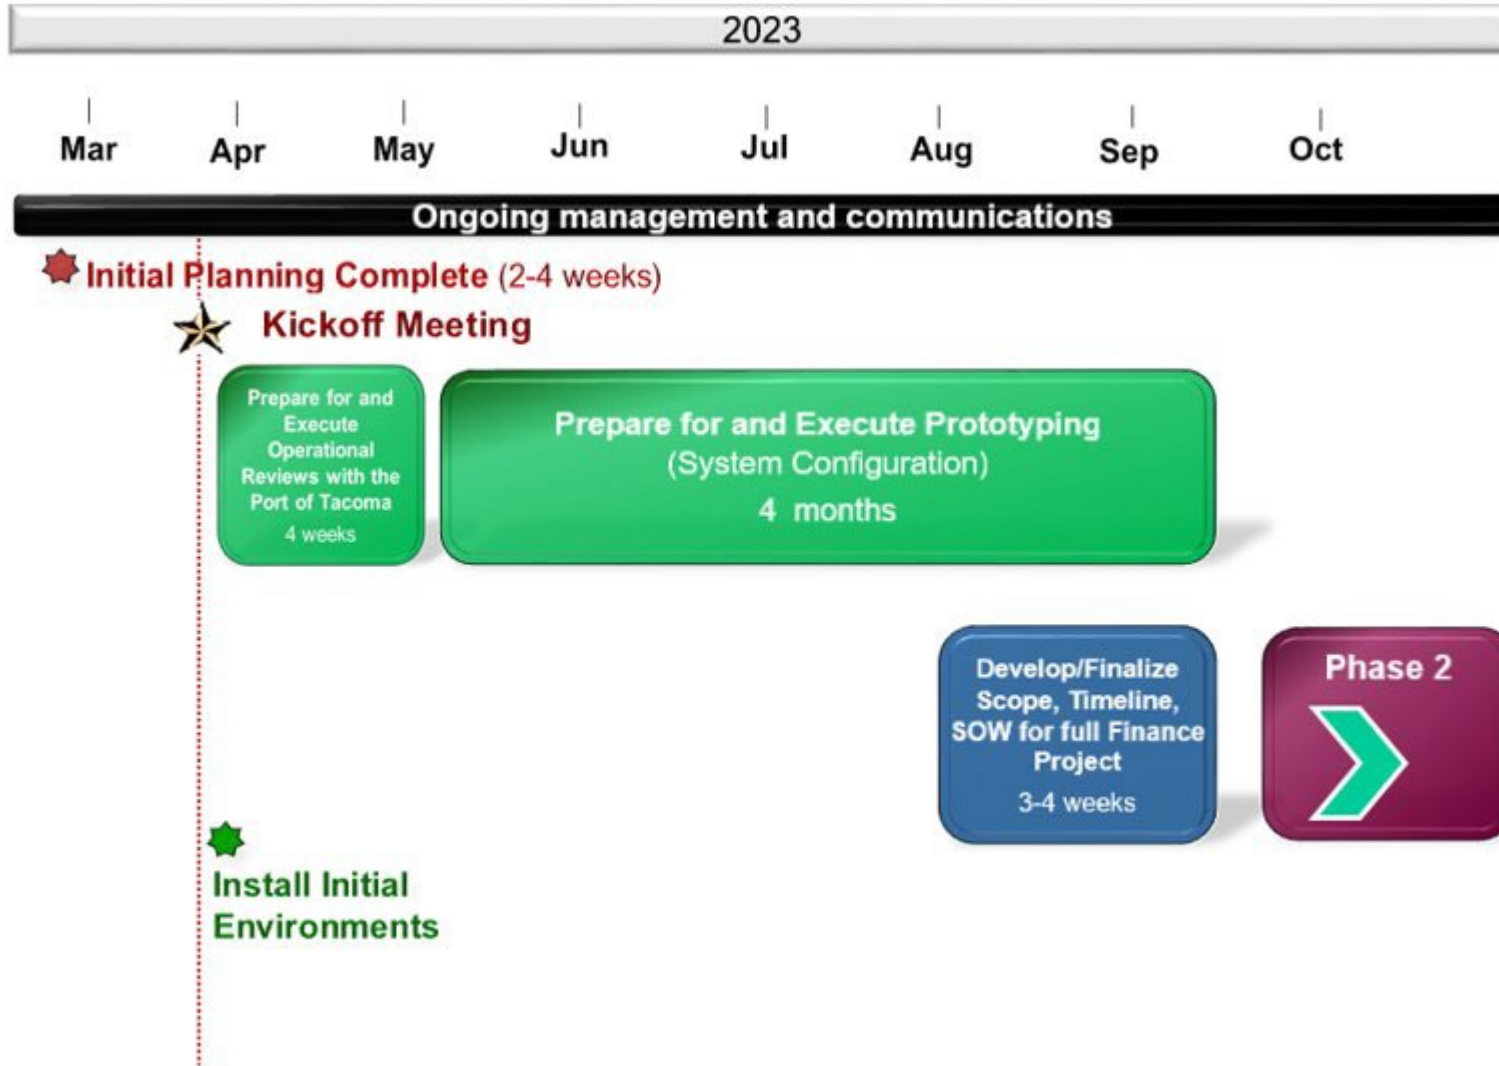 2023
Mar Apr May Jun Jul Aug Sep Oct
Ongoing management and communications
Initial Planning Complete (2-4 weeks)
Kickoff Meeting
Prepare for and
Execute
Operational
Reviews with the
Port of Tacoma
4 weeks
Prepare for and Execute Prototyping
(System Configuration)
4 months
Develop/Finalize
Scope, Timeline,
SOW for full Finance
Project
3-4 weeks
Phase 2
Install Initial
Environments